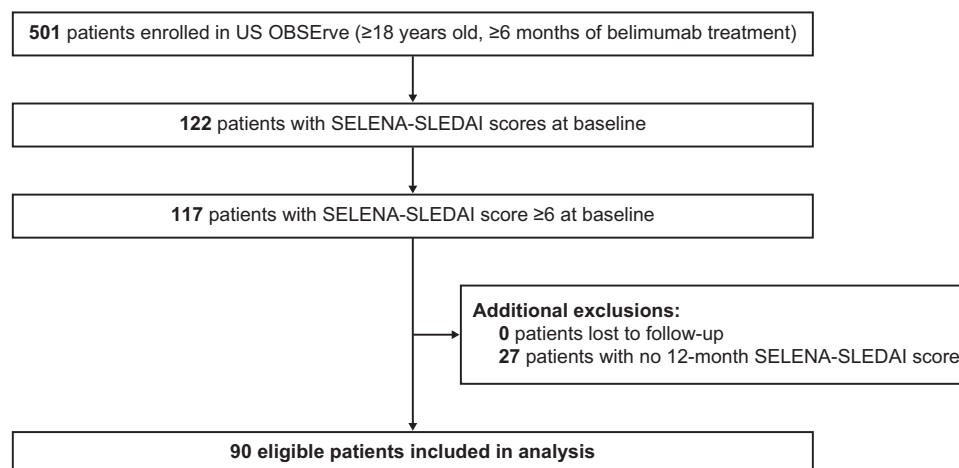 501 patients enrolled in US OBSErve (≥18 years old, ≥6 months of belimumab treatment)
122 patients with SELENA-SLEDAI scores at baseline
117 patients with SELENA-SLEDAI score ≥6 at baseline
Additional exclusions:
0 patients lost to follow-up
27 patients with no 12-month SELENA-SLEDAI score
90 eligible patients included in analysis